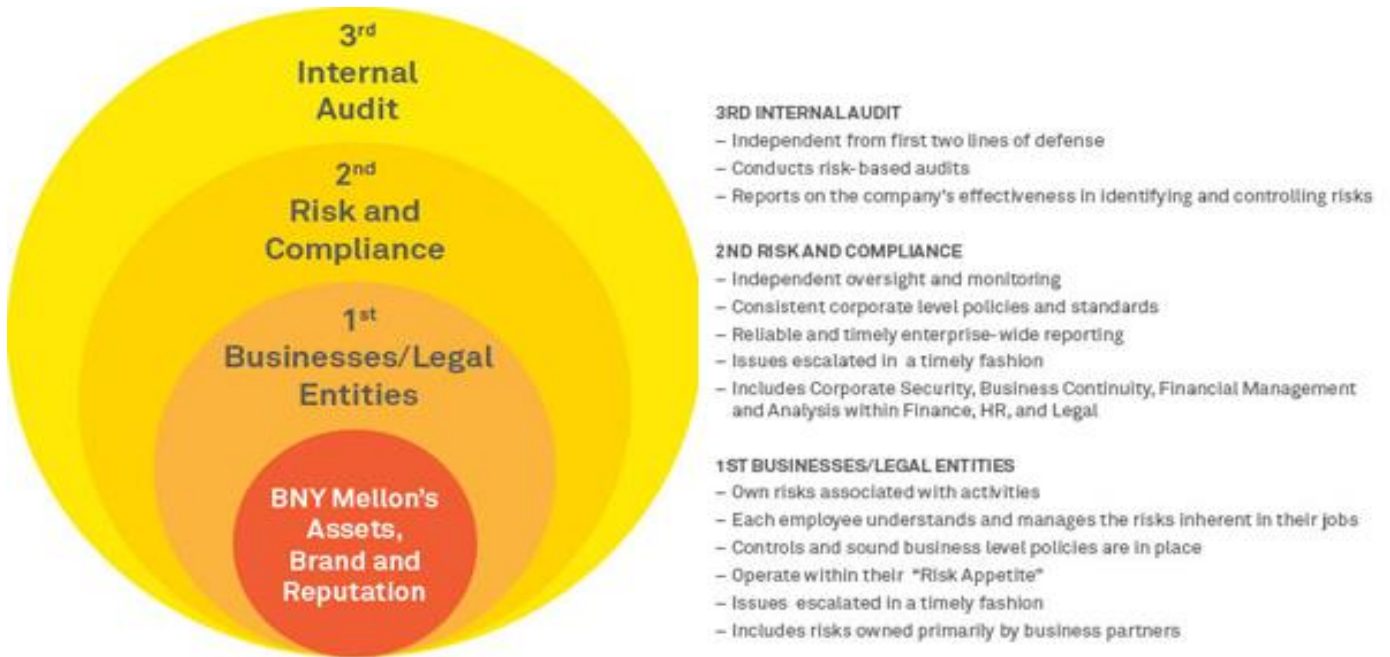 3rd
Internal
Audit
2nd
Risk and
Compliance
1st
Businesses/Legal
Entities
BNY Mellon's
Assets,
Brand and
Reputation
3RD INTERNAL AUDIT
– Independent from first two lines of defense
– Conducts risk-based audits
– Reports on the company's effectiveness in identifying and controlling risks
2ND RISK AND COMPLIANCE
– Independent oversight and monitoring
– Consistent corporate level policies and standards
– Reliable and timely enterprise-wide reporting
– Issues escalated in a timely fashion
– Includes Corporate Security, Business Continuity, Financial Management
and Analysis within Finance, HR, and Legal
1ST BUSINESSES/LEGAL ENTITIES
– Own risks associated with activities
– Each employee understands and manages the risks inherent in their jobs
– Controls and sound business level policies are in place
– Operate within their "Risk Appetite"
– Issues escalated in a timely fashion
– Includes risks owned primarily by business partners